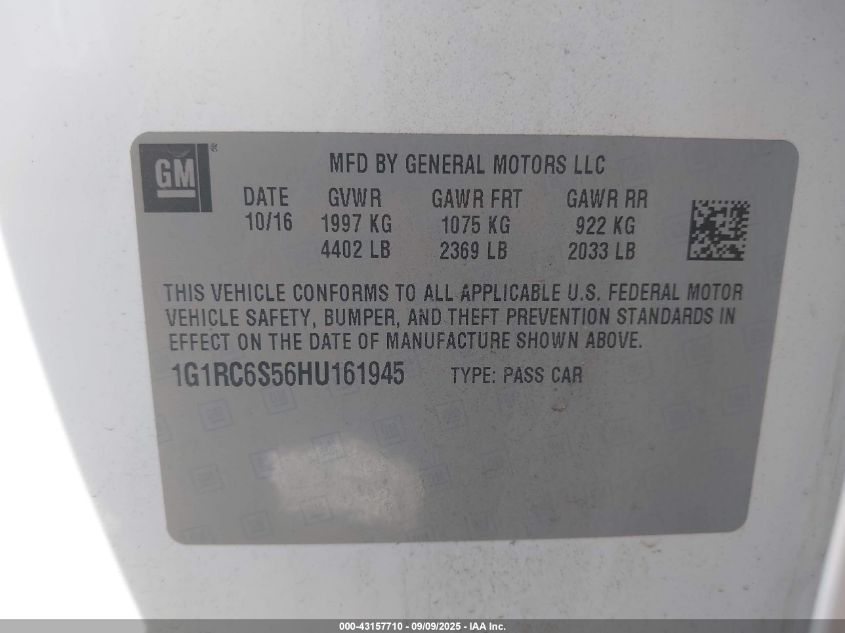 GM®
MFD BY GENERAL MOTORS LLC
DATE GVWR GAWR FRT GAWR RR
10/16 1997 KG 1075 KG 922 KG
4402 LB 2369 LB 2033 LB
THIS VEHICLE CONFORMS TO ALL APPLICABLE U.S. FEDERAL MOTOR
VEHICLE SAFETY, BUMPER, AND THEFT PREVENTION STANDARDS IN
EFFECT ON THE DATE OF MANUFACTURE SHOWN ABOVE.
1G1RC6S56HU161945 TYPE: PASS CAR
000-43157710 - 09/09/2025 - IAA Inc.